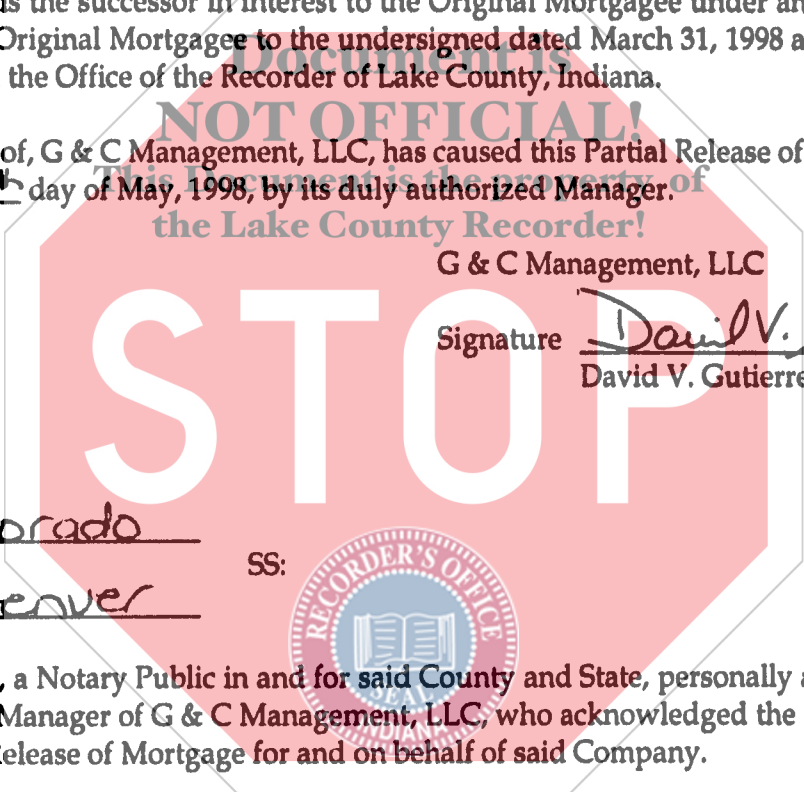 is the successor in interest to the Original Mortgagee under an
Original Mortgagee to the undersigned dated March 31, 1998 a
Document is
the Office of the Recorder of Lake County, Indiana.
NOT OFFICIAL!
of, G & C Management, LLC, has caused this Partial Release of
This Document is the property of
day of May, 1998, by its duly authorized Manager.
the Lake County Recorder!
G & C Management, LLC
STOP
Signature David V.
David V. Gutierre
orado
SS:
enver
RECORDER'S OFFICE
SEAL
INDIANA
, a Notary Public in and for said County and State, personally a
Manager of G & C Management, LLC, who acknowledged the
elease of Mortgage for and on behalf of said Company.